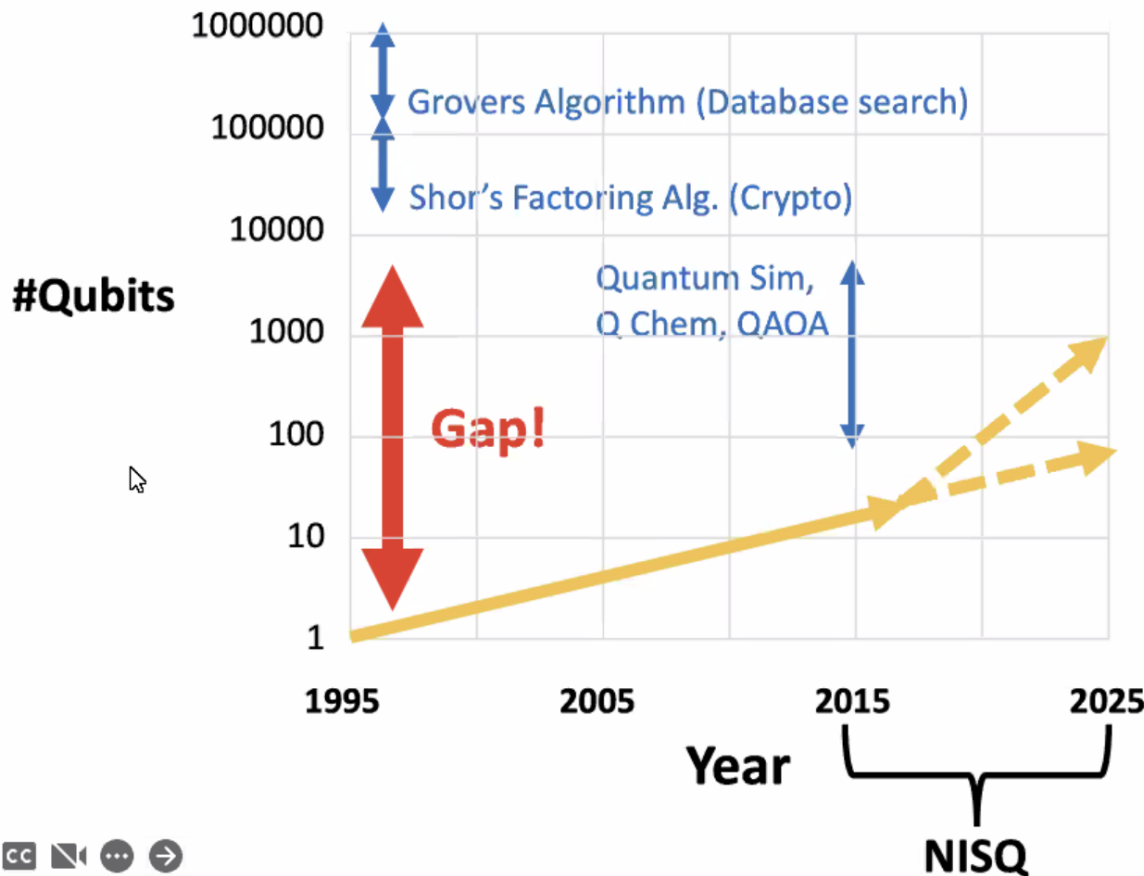 1000000
Grovers Algorithm (Database search)
100000
Shor's Factoring Alg. (Crypto)
10000
#Qubits
Quantum Sim,
Q Chem, QAOA
1000
Gap!
100
10
1
1995 2005 2015 2025
Year
NISQ
CC